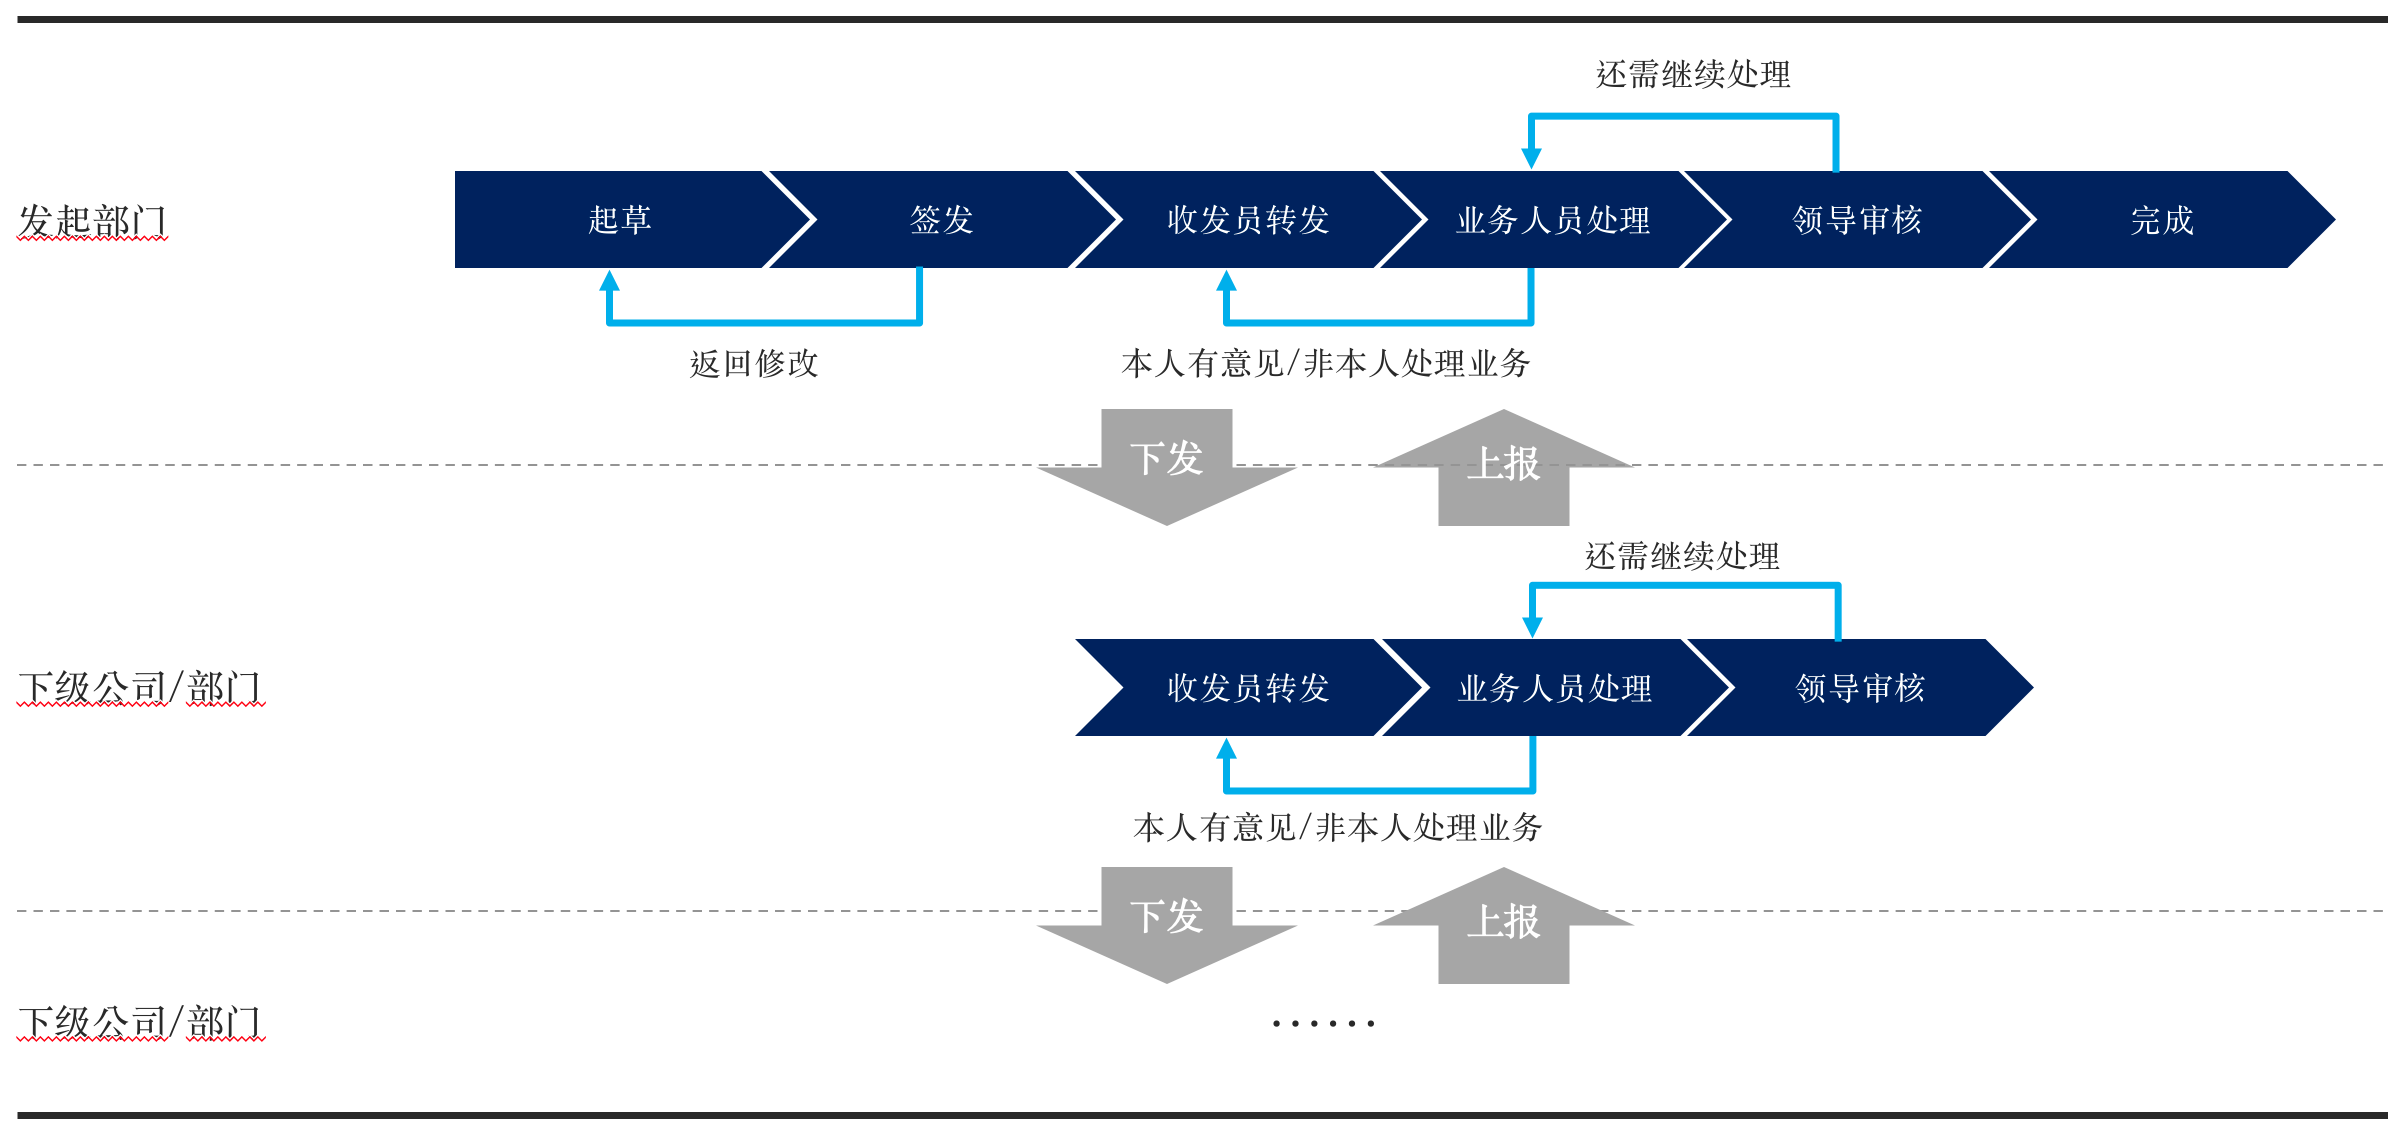 还需继续处理
发起部门
起草
签发
收发员转发
业务人员处理
领导审核
完成
返回修改
本人有意见/非本人处理业务
下发
上报
还需继续处理
下级公司/部门
收发员转发
业务人员处理
领导审核
本人有意见/非本人处理业务
下发
上报
下级公司/部门
······